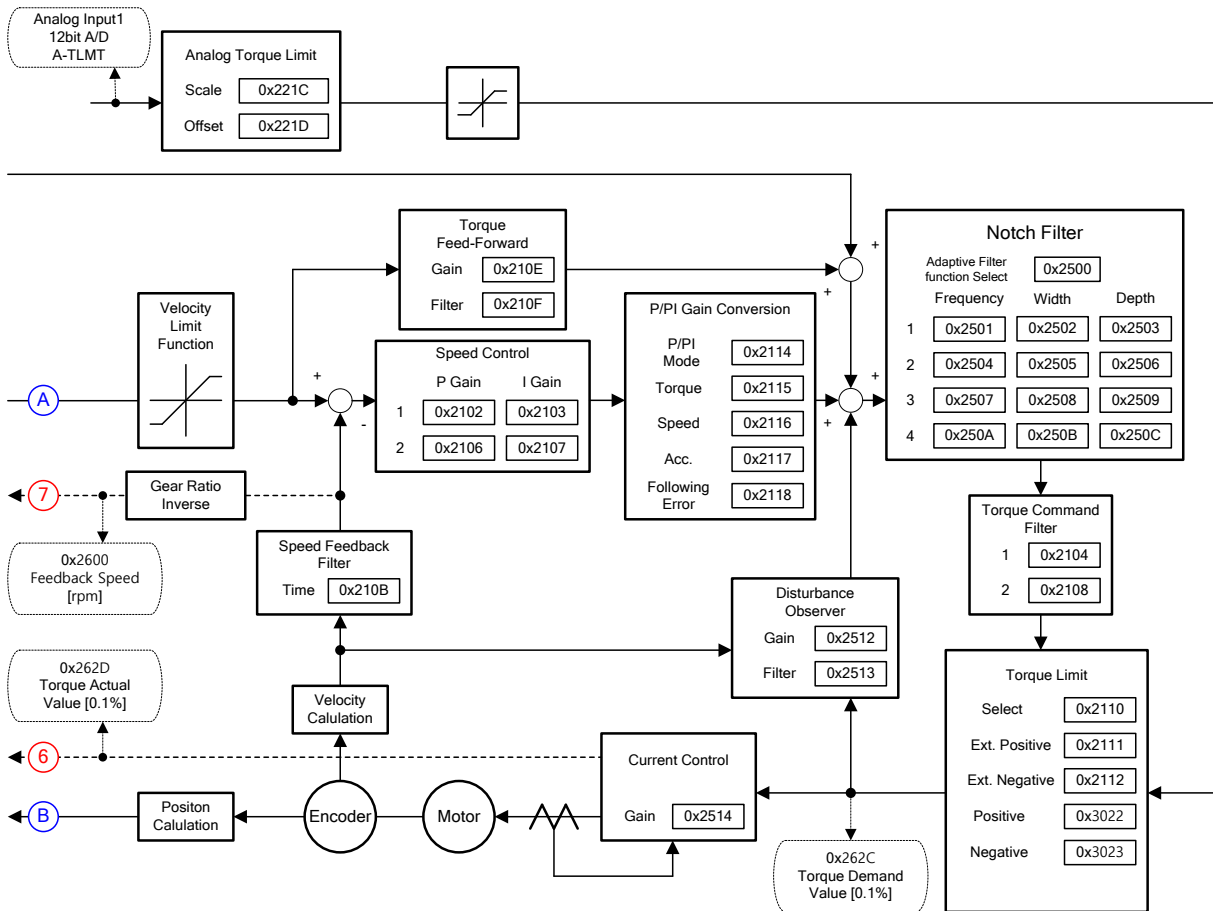 Analog Input1
12bit A/D
A-TLMT
Analog Torque Limit
Scale 0x221C
Offset 0x221D
Torque
Feed-Forward
Gain 0x210E
Filter 0x210F
Velocity
Limit
Function
A
+
-
Speed Control
P Gain I Gain
1 0x2102 0x2103
2 0x2106 0x2107
P/PI Gain Conversion
P/PI
Mode 0x2114
Torque 0x2115
Speed 0x2116
Acc. 0x2117
Following
Error 0x2118
+
+
+
+
Notch Filter
Adaptive Filter
function Select 0x2500
Frequency Width Depth
1 0x2501 0x2502 0x2503
2 0x2504 0x2505 0x2506
3 0x2507 0x2508 0x2509
4 0x250A 0x250B 0x250C
7
Gear Ratio
Inverse
0x2600
Feedback Speed
[rpm]
Speed Feedback
Filter
Time 0x210B
Torque Command
Filter
1 0x2104
2 0x2108
Disturbance
Observer
Gain 0x2512
Filter 0x2513
0x262D
Torque Actual
Value [0.1%]
Velocity
Calulation
Torque Limit
Select 0x2110
Ext. Positive 0x2111
Ext. Negative 0x2112
Positive 0x3022
Negative 0x3023
6
Current Control
Gain 0x2514
B
Positon
Calulation
Encoder
Motor
0x262C
Torque Demand
Value [0.1%]